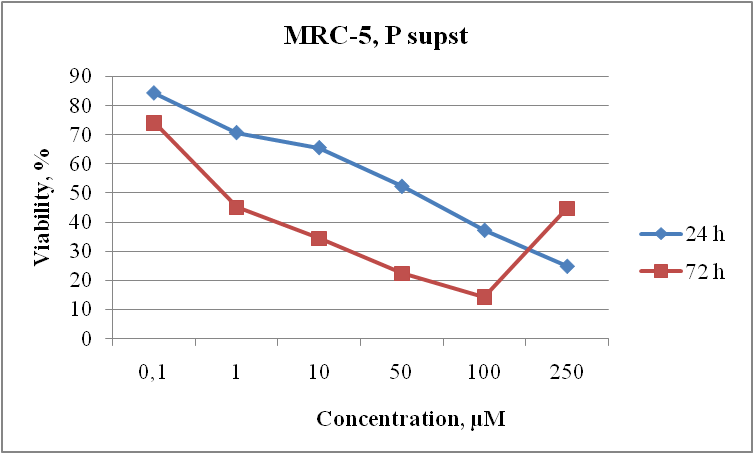 MRC-5, P supst
90
80
70
60
50
40
30
20
10
0
Viability, %
0,1 1 10 50 100 250
Concentration, µM
24 h
72 h